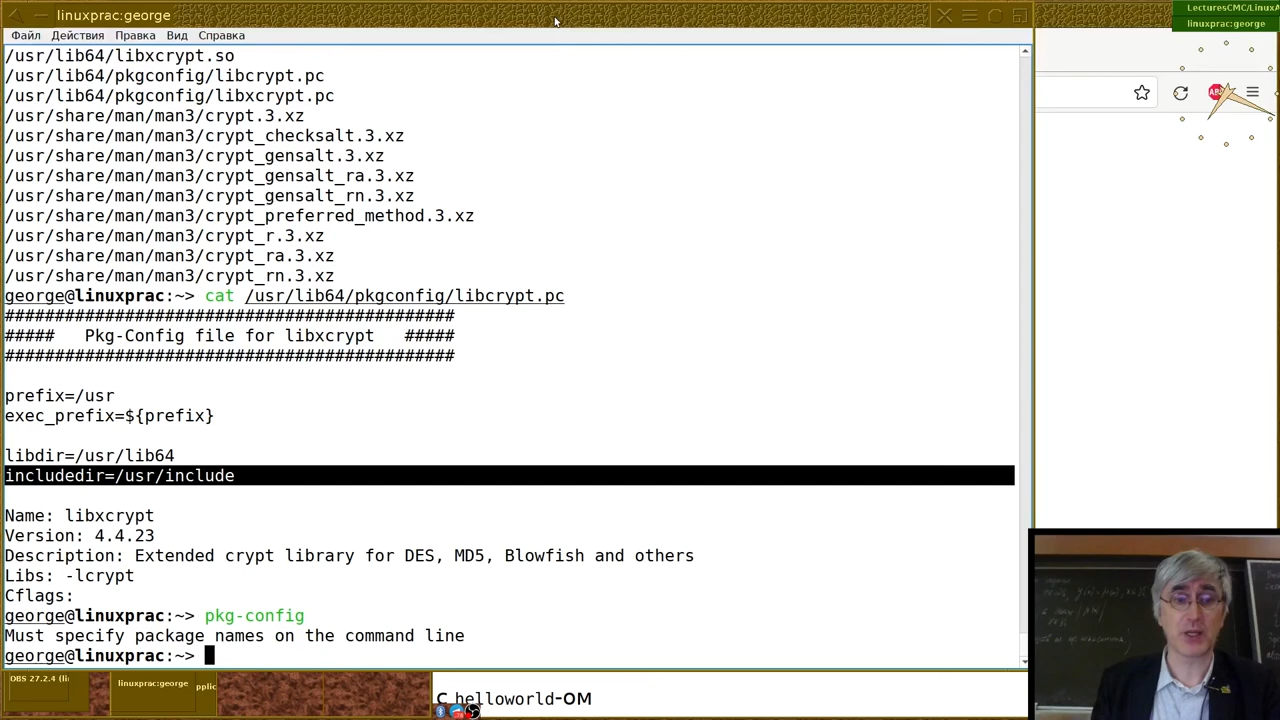 linuxprac:george
LecturesCMC/LinuxA
linuxprac:george
Файл Действия Правка Вид Справка
/usr/lib64/libxcrypt.so
/usr/lib64/pkgconfig/libcrypt.pc
/usr/lib64/pkgconfig/libxcrypt.pc
/usr/share/man/man3/crypt.3.xz
/usr/share/man/man3/crypt_checksalt.3.xz
/usr/share/man/man3/crypt_gensalt.3.xz
/usr/share/man/man3/crypt_gensalt_ra.3.xz
/usr/share/man/man3/crypt_gensalt_rn.3.xz
/usr/share/man/man3/crypt_preferred_method.3.xz
/usr/share/man/man3/crypt_r.3.xz
/usr/share/man/man3/crypt_ra.3.xz
/usr/share/man/man3/crypt_rn.3.xz
george@linuxprac:~> cat /usr/lib64/pkgconfig/libcrypt.pc
#############################################
##### Pkg-Config file for libxcrypt #####
#############################################
prefix=/usr
exec_prefix=${prefix}
libdir=/usr/lib64
includedir=/usr/include
Name: libxcrypt
Version: 4.4.23
Description: Extended crypt library for DES, MD5, Blowfish and others
Libs: -lcrypt
Cflags:
george@linuxprac:~> pkg-config
Must specify package names on the command line
george@linuxprac:~>
OBS 27.2.4 (li
linuxprac:george
pplic
C helloworld-OM